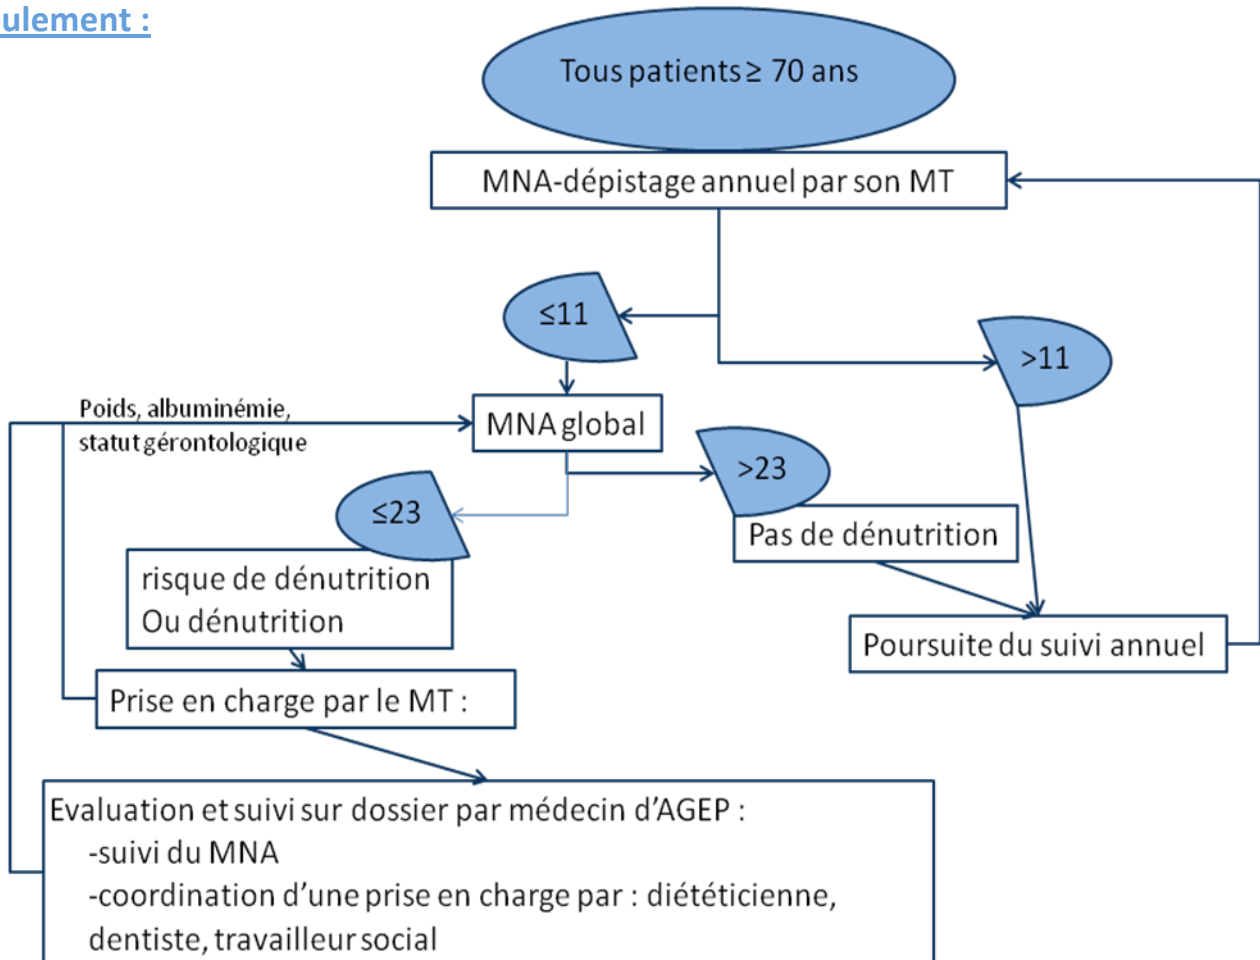 ulement :
Tous patients ≥ 70 ans
MNA-dépistage annuel par son MT
≤11
>11
Poids, albuminémie,
statut gérontologique
MNA global
>23
≤23
Pas de dénutrition
risque de dénutrition
Ou dénutrition
Poursuite du suivi annuel
Prise en charge par le MT :
Evaluation et suivi sur dossier par médecin d’AGEP :
-suivi du MNA
-coordination d’une prise en charge par : diététicienne,
dentiste, travailleur social